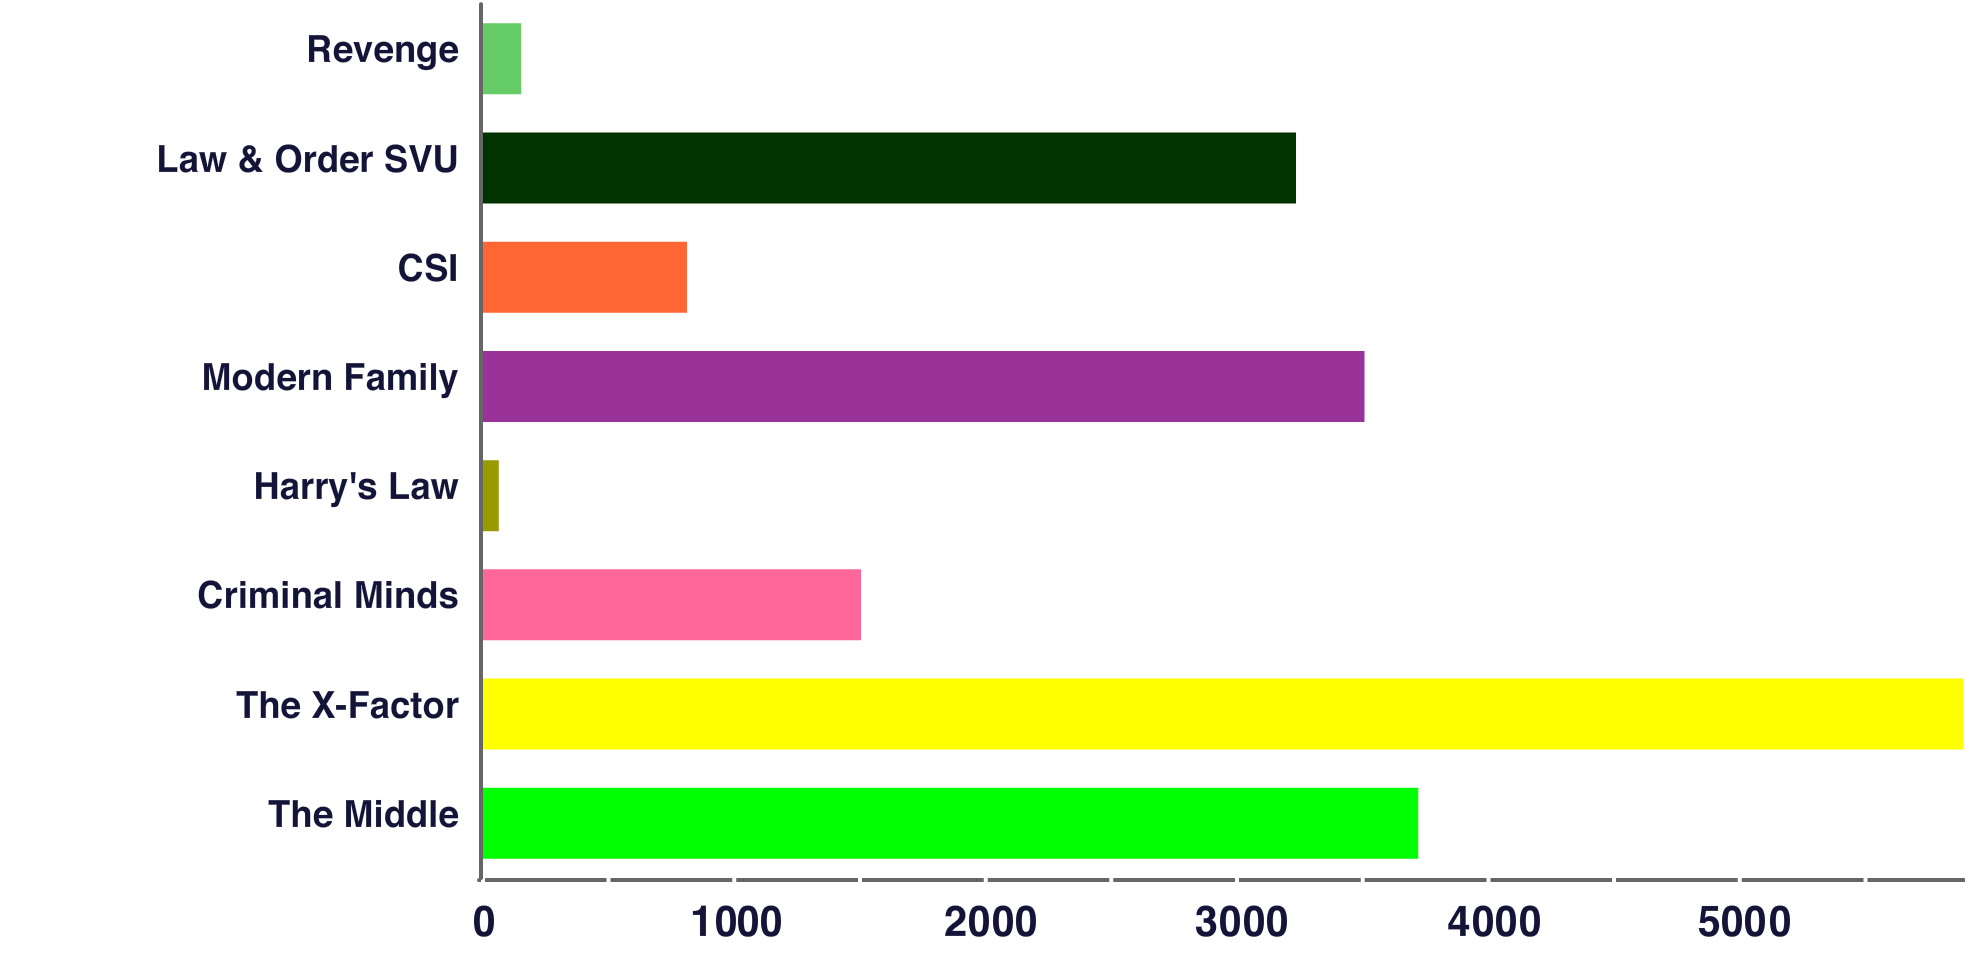 Revenge
Law & Order SVU
CSI
Modern Family
Harry's Law
Criminal Minds
The X-Factor
The Middle
0 1000 2000 3000 4000 5000